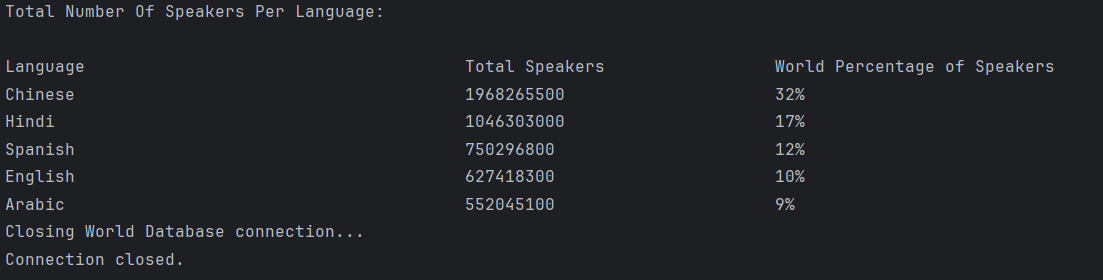 Total Number Of Speakers Per Language:
Language Total Speakers World Percentage of Speakers
Chinese 1968265500 32%
Hindi 1046303000 17%
Spanish 750296800 12%
English 627418300 10%
Arabic 552045100 9%
Closing World Database connection...
Connection closed.